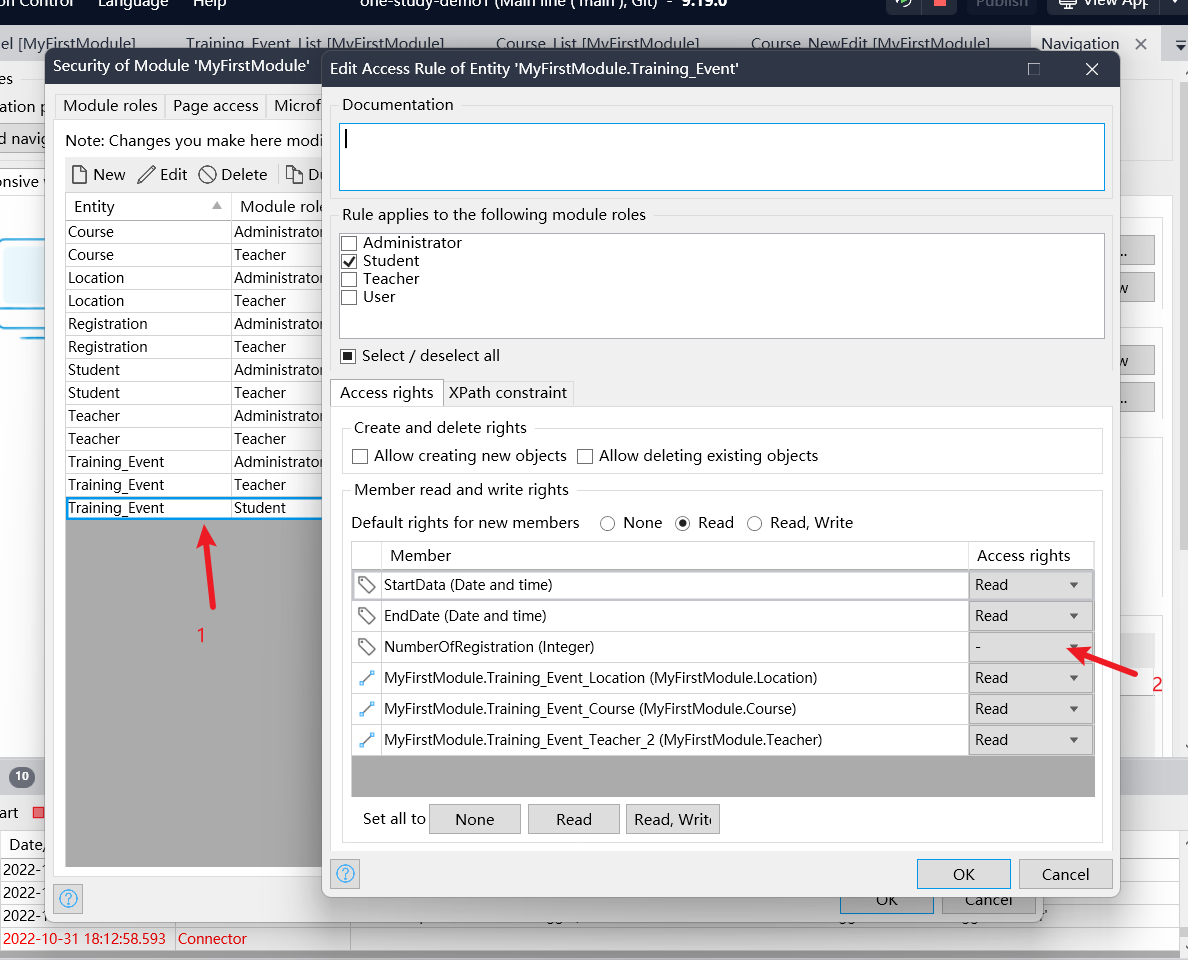 on Control Language Help one-study-demo1 (Main line ('main'), Git) - 9.19.0 Publish View App
[MyFirstModule] Training_Event_List [MyFirstModule] Course_List [MyFirstModule] Course_NewEdit [MyFirstModule] Navigation
Security of Module 'MyFirstModule'
Module roles Page access Microf
Note: Changes you make here modi
New Edit Delete Du
Entity Module role
Course Administrator
Course Teacher
Location Administrator
Location Teacher
Registration Administrator
Registration Teacher
Student Administrator
Student Teacher
Teacher Administrator
Teacher Teacher
Training_Event Administrator
Training_Event Teacher
Training_Event Student
1
Edit Access Rule of Entity 'MyFirstModule.Training_Event'
Documentation
Rule applies to the following module roles
Administrator
Student
Teacher
User
Select / deselect all
Access rights XPath constraint
Create and delete rights
Allow creating new objects Allow deleting existing objects
Member read and write rights
Default rights for new members None Read Read, Write
Member Access rights
StartData (Date and time) Read
EndDate (Date and time) Read
NumberOfRegistration (Integer) -
MyFirstModule.Training_Event_Location (MyFirstModule.Location) Read
2
MyFirstModule.Training_Event_Course (MyFirstModule.Course) Read
MyFirstModule.Training_Event_Teacher_2 (MyFirstModule.Teacher) Read
Set all to None Read Read, Write
OK Cancel
OK Cancel
10
art
Date/
2022-1
2022-1
2022-1
2022-10-31 18:12:58.593 Connector